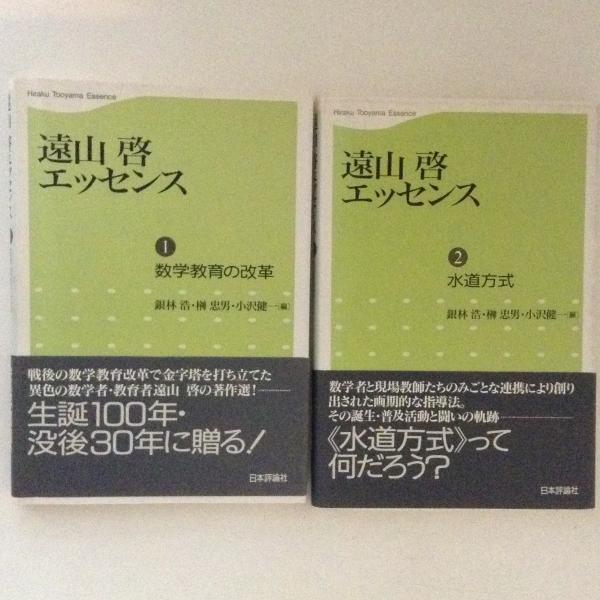 Hiraku Tooyama Essence
遠山 啓
エッセンス
1
数学教育の改革
銀林 浩・榊 忠男・小沢健一[編]
戦後の数学教育改革で金字塔を打ち立てた
異色の数学者・教育者遠山 啓の著作選!
生誕100年・
没後30年に贈る!
日本評論社
Hiraku Tooyama Essence
遠山 啓
エッセンス
2
水道方式
銀林 浩・榊 忠男・小沢健一[編]
数学者と現場教師たちのみごとな連携により創り
出された画期的な指導法。
その誕生・普及活動と闘いの軌跡
《水道方式》って
何だろう?
日本評論社